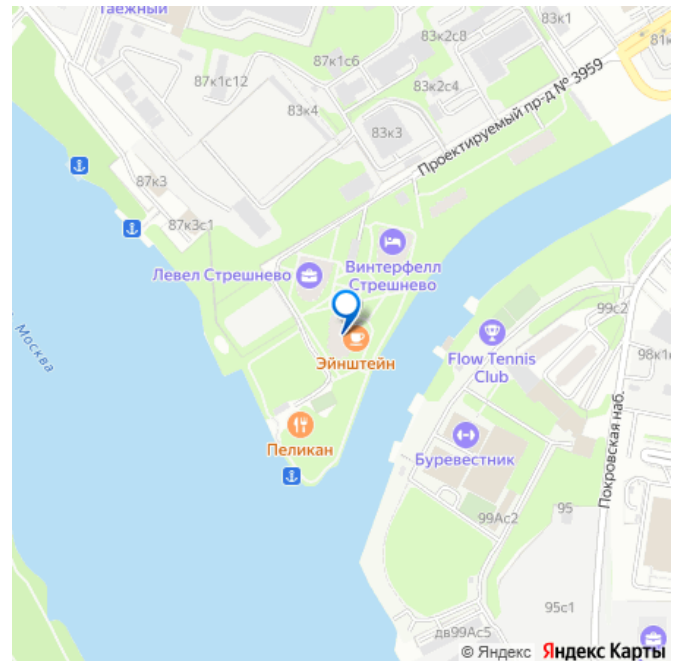 Таежный
83к1
83к2с8
81к
87к1с6
87к1с12
83к2с4
83к4
83к3
Проектируемый пр-д № 3959
87к3
87к3с1
Левел Стрешнево
Винтерфелл
Стрешнево
99с2
Москва
Эйнштейн
Flow Tennis
Club
98к1
Покровская наб.
Пеликан
Буревестник
95
99Ас2
95с1
дв99Ас5
© Яндекс Яндекс Карты